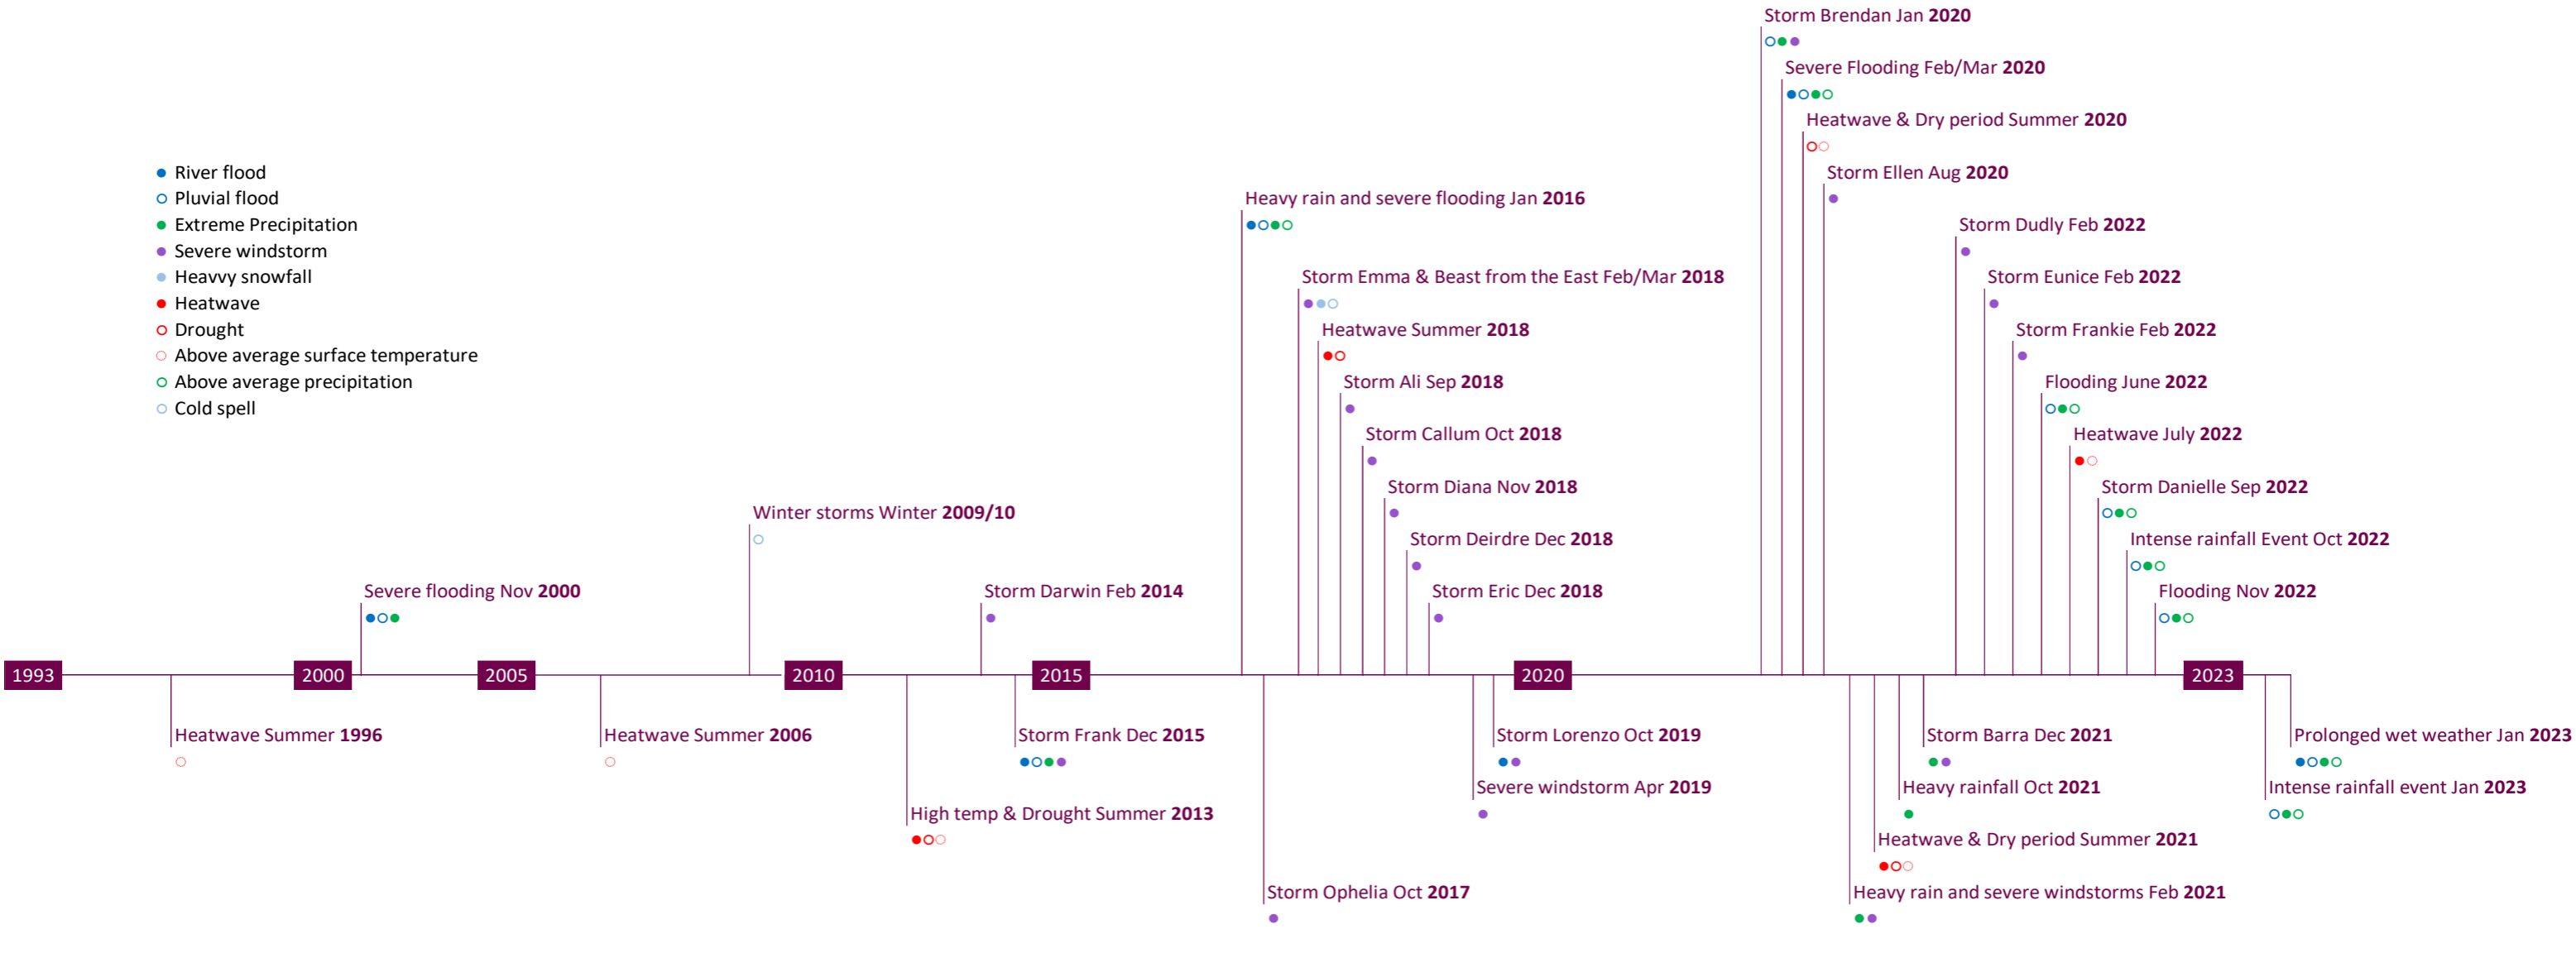 Storm Brendan Jan 2020
Severe Flooding Feb/Mar 2020
Heatwave & Dry period Summer 2020
Storm Ellen Aug 2020
River flood
Pluvial flood
Extreme Precipitation
Severe windstorm
Heavvy snowfall
Heatwave
Drought
Above average surface temperature
Above average precipitation
Cold spell
Heavy rain and severe flooding Jan 2016
Storm Emma & Beast from the East Feb/Mar 2018
Heatwave Summer 2018
Storm Ali Sep 2018
Storm Callum Oct 2018
Storm Diana Nov 2018
Storm Deirdre Dec 2018
Storm Eric Dec 2018
Storm Dudly Feb 2022
Storm Eunice Feb 2022
Storm Frankie Feb 2022
Flooding June 2022
Heatwave July 2022
Storm Danielle Sep 2022
Intense rainfall Event Oct 2022
Flooding Nov 2022
Winter storms Winter 2009/10
Severe flooding Nov 2000
Storm Darwin Feb 2014
1993
2000
2005
2010
2015
2020
2023
Heatwave Summer 1996
Heatwave Summer 2006
Storm Frank Dec 2015
High temp & Drought Summer 2013
Storm Ophelia Oct 2017
Storm Lorenzo Oct 2019
Severe windstorm Apr 2019
Storm Barra Dec 2021
Heavy rainfall Oct 2021
Heatwave & Dry period Summer 2021
Heavy rain and severe windstorms Feb 2021
Prolonged wet weather Jan 2023
Intense rainfall event Jan 2023